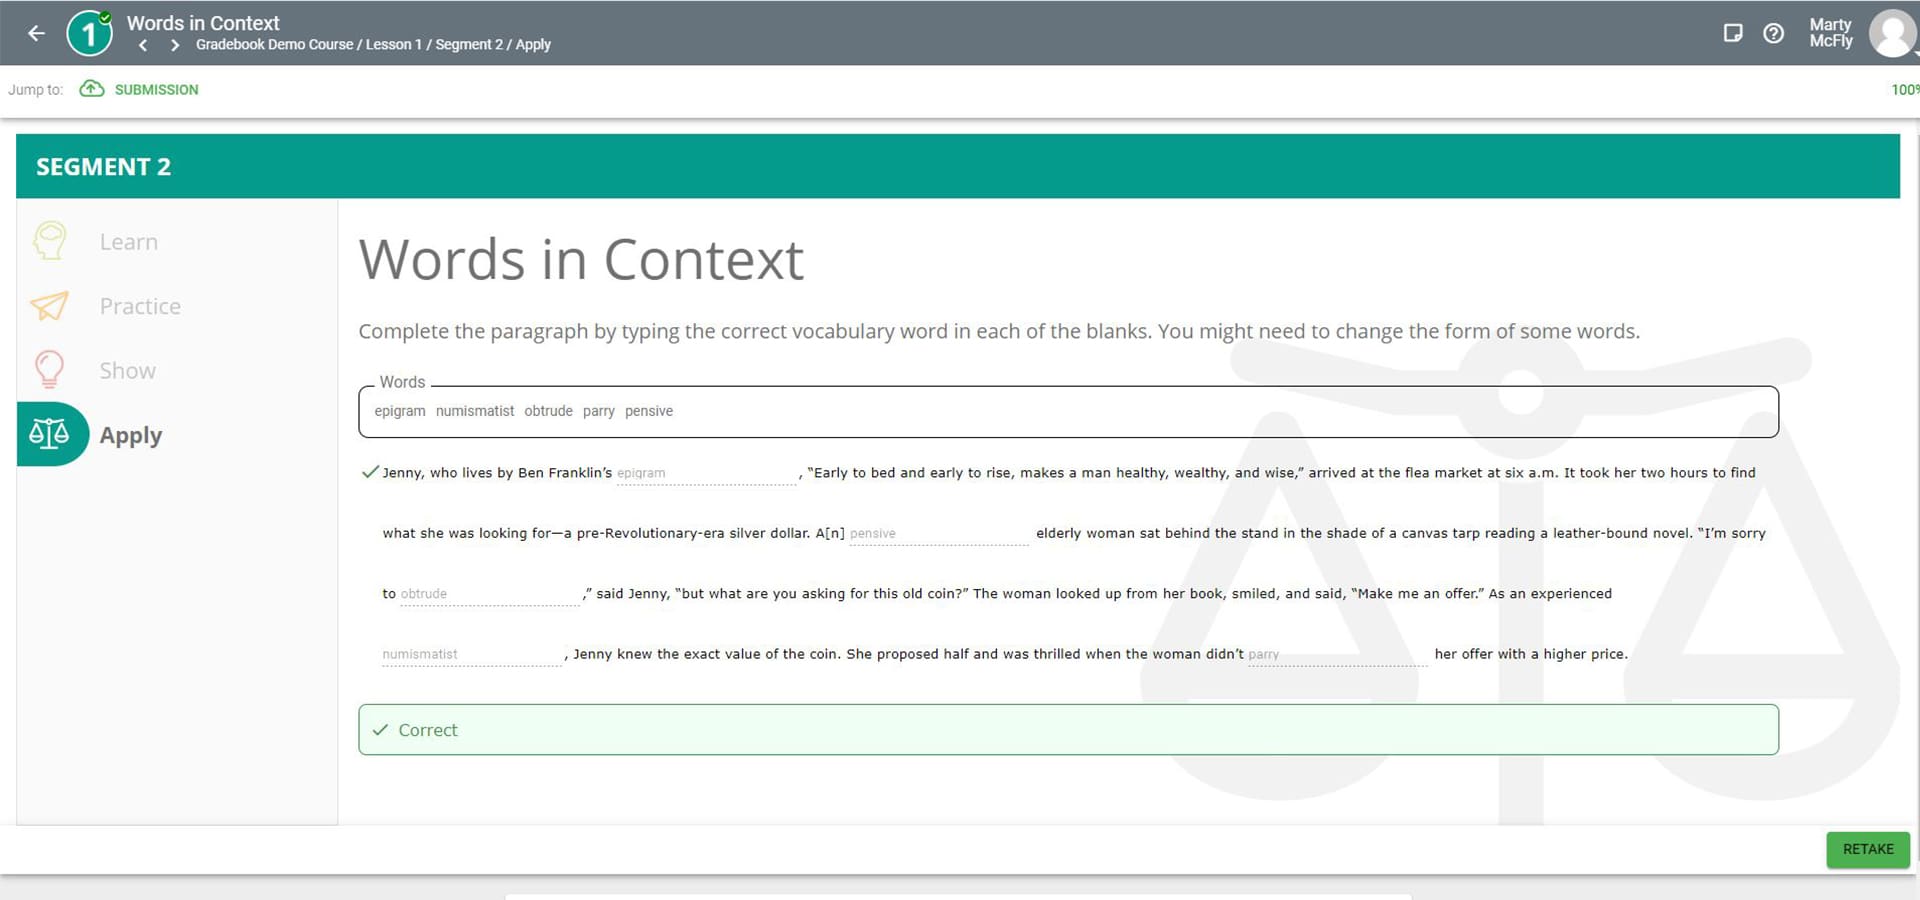 1
Words in Context
Gradebook Demo Course / Lesson 1 / Segment 2 / Apply
Marty
McFly
Jump to: SUBMISSION
100%
SEGMENT 2
Learn
Practice
Show
Apply
Words in Context
Complete the paragraph by typing the correct vocabulary word in each of the blanks. You might need to change the form of some words.
Words
epigram numismatist obtrude parry pensive
Jenny, who lives by Ben Franklin’s epigram , “Early to bed and early to rise, makes a man healthy, wealthy, and wise,” arrived at the flea market at six a.m. It took her two hours to find
what she was looking for—a pre-Revolutionary-era silver dollar. A[n] pensive elderly woman sat behind the stand in the shade of a canvas tarp reading a leather-bound novel. “I’m sorry
to obtrude ,” said Jenny, “but what are you asking for this old coin?” The woman looked up from her book, smiled, and said, “Make me an offer.” As an experienced
numismatist , Jenny knew the exact value of the coin. She proposed half and was thrilled when the woman didn’t parry her offer with a higher price.
Correct
RETAKE